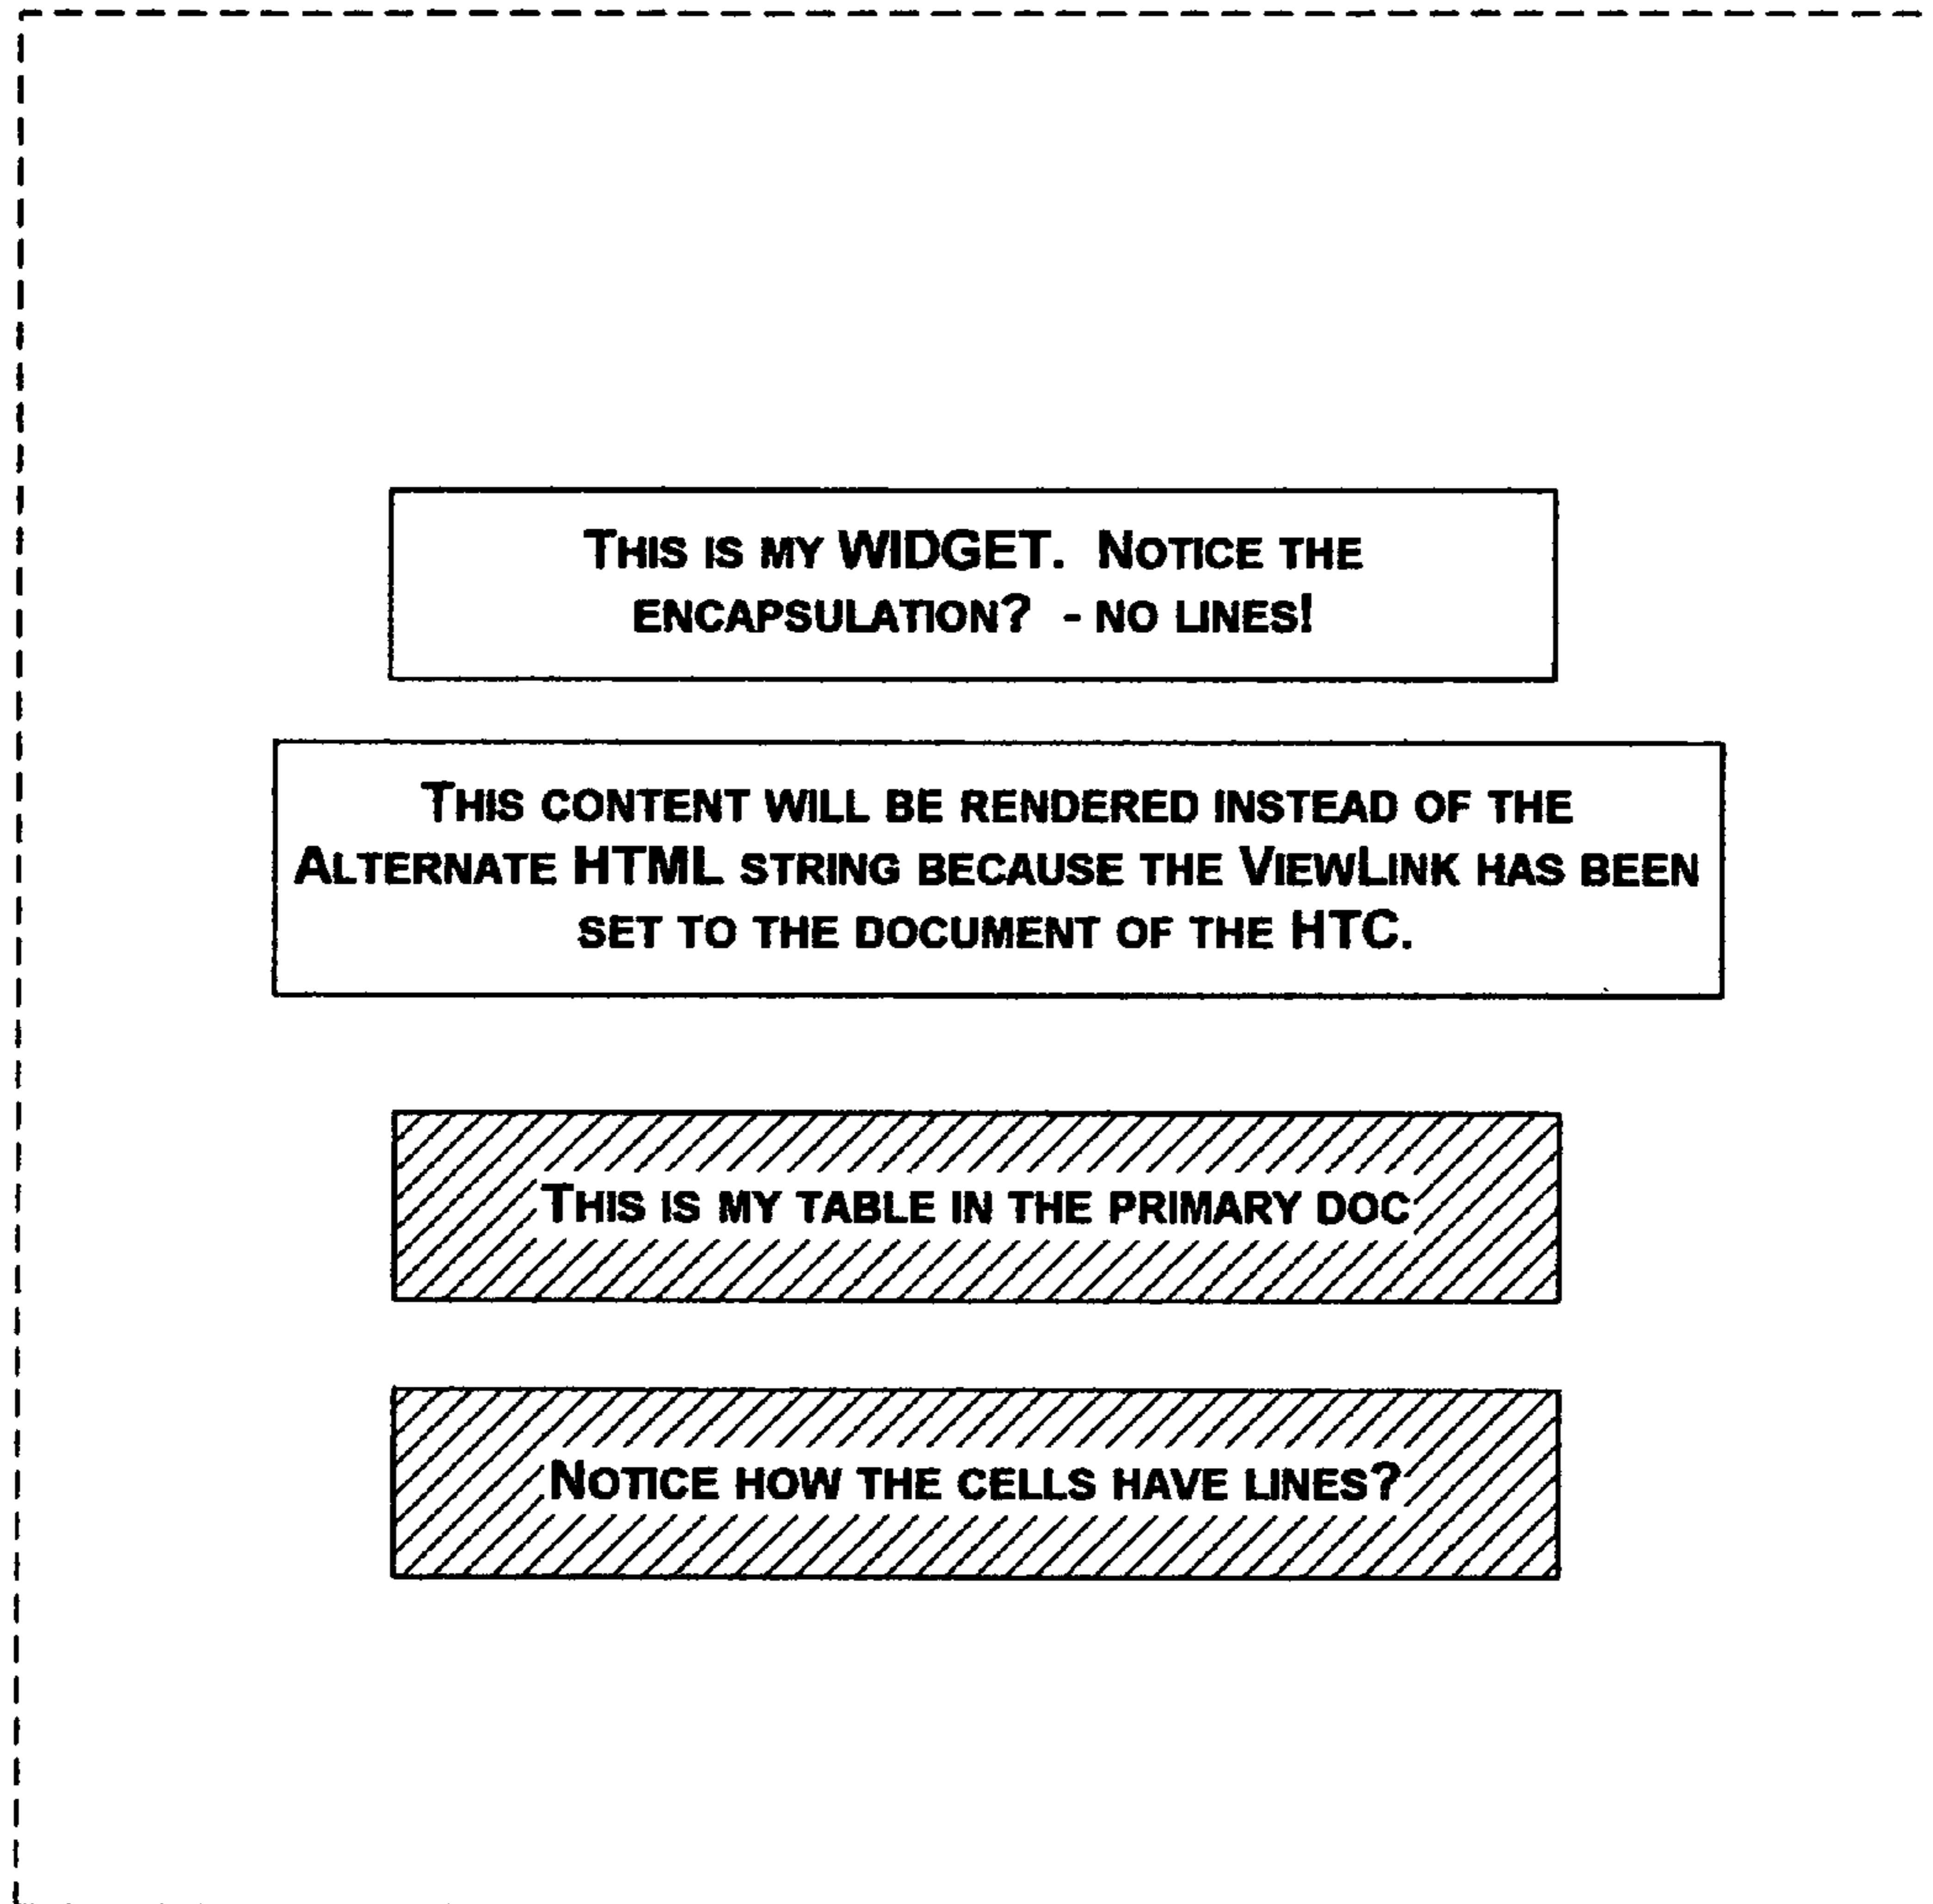 THIS IS MY WIDGET. NOTICE THE
ENCAPSULATION? - NO LINES!
THIS CONTENT WILL BE RENDERED INSTEAD OF THE
ALTERNATE HTML STRING BECAUSE THE VIEWLINK HAS BEEN
SET TO THE DOCUMENT OF THE HTC.
THIS IS MY TABLE IN THE PRIMARY DOC
NOTICE HOW THE CELLS HAVE LINES?